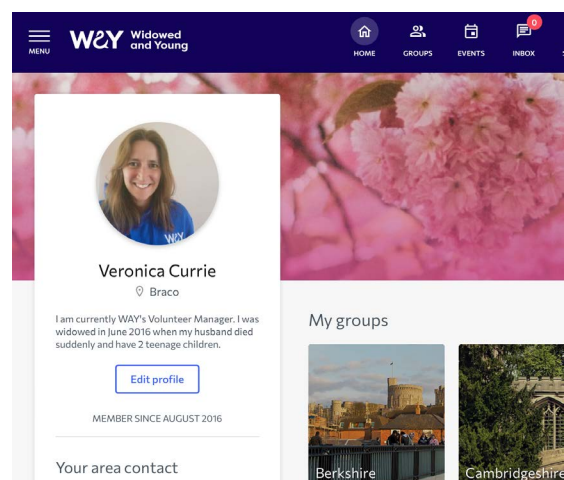 MENU
WAY Widowed
and Young
HOME
GROUPS
EVENTS
INBOX
0
WAY
Veronica Currie
Braco
I am currently WAY's Volunteer Manager. I was
widowed in June 2016 when my husband died
suddenly and have 2 teenage children.
Edit profile
MEMBER SINCE AUGUST 2016
Your area contact
My groups
Berkshire
Cambridgeshire